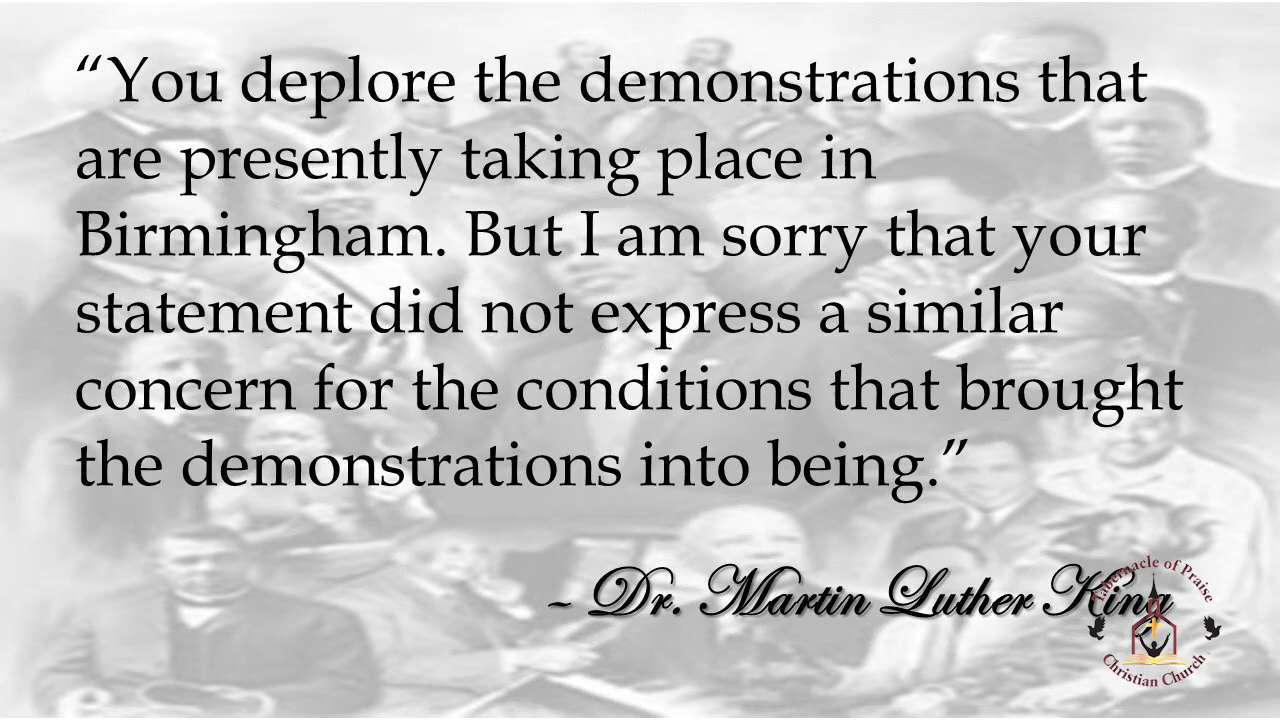 “You deplore the demonstrations that
are presently taking place in
Birmingham. But I am sorry that your
statement did not express a similar
concern for the conditions that brought
the demonstrations into being.”
~ Dr. Martin Luther King
Tabernacle of Praise
Christian Church